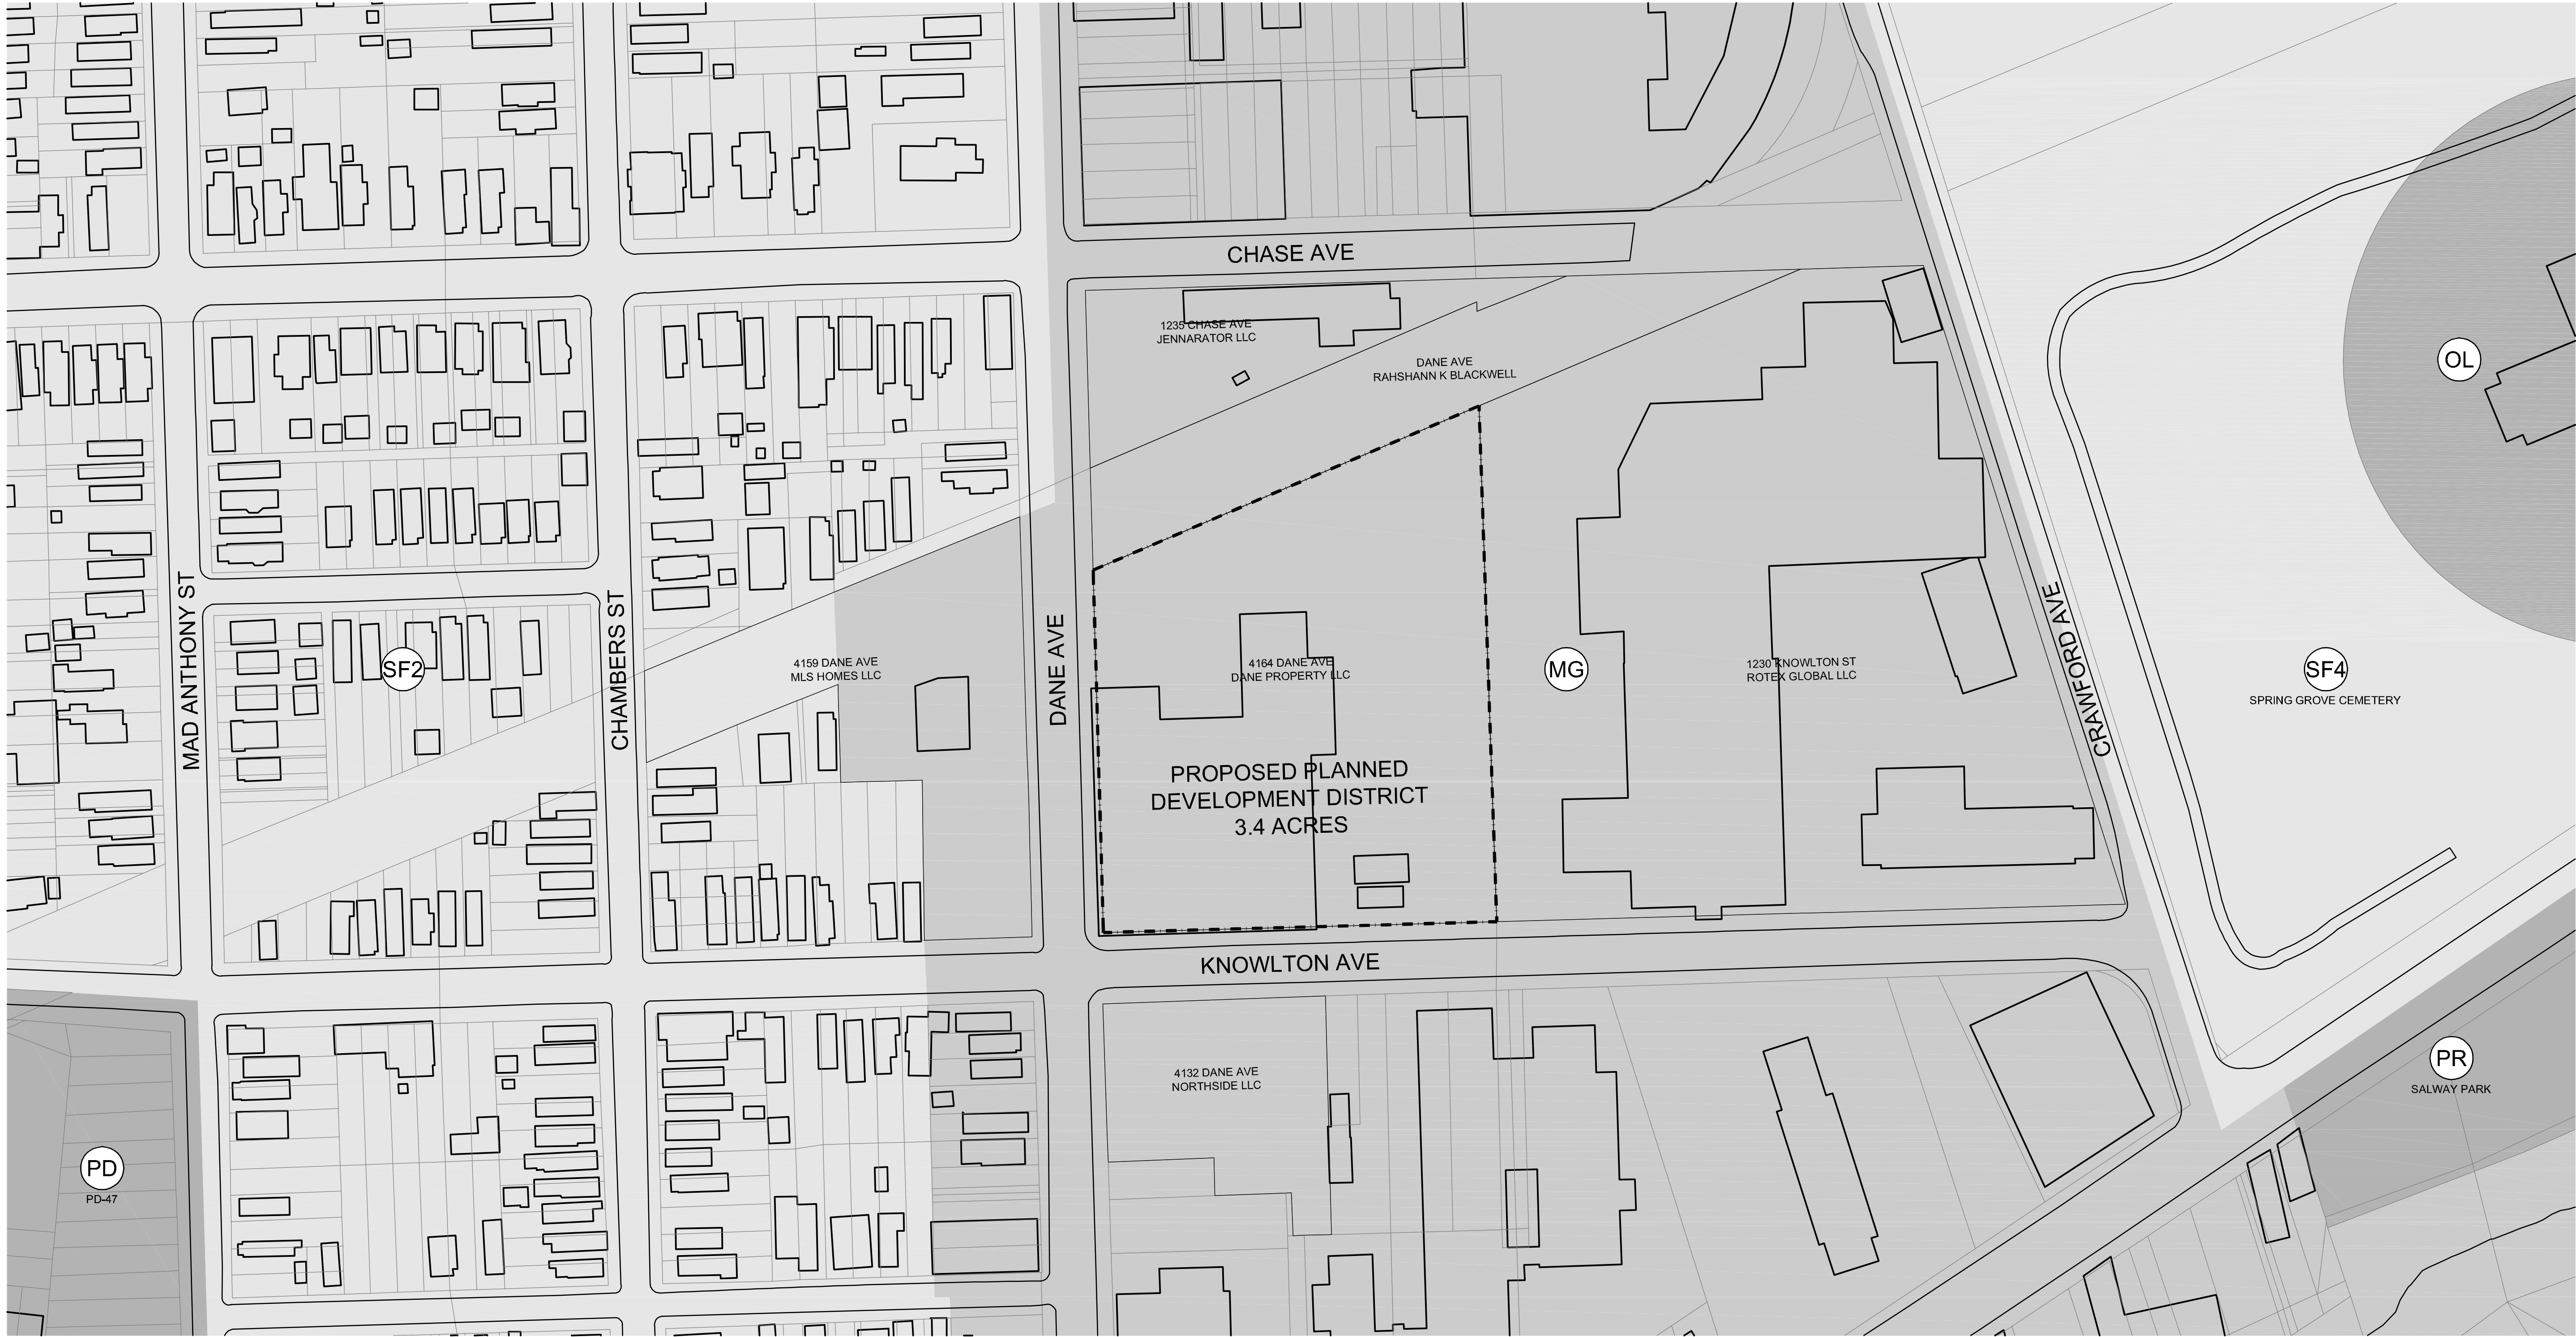 CHASE AVE
1235 CHASE AVE
JENNARATOR LLC
DANE AVE
RAHSHANN K BLACKWELL
OL
MAD ANTHONY ST
CHAMBERS ST
DANE AVE
CRAWFORD AVE
SF2
4159 DANE AVE
MLS HOMES LLC
4164 DANE AVE
DANE PROPERTY LLC
MG
1230 KNOWLTON ST
ROTEX GLOBAL LLC
SF4
SPRING GROVE CEMETERY
PROPOSED PLANNED
DEVELOPMENT DISTRICT
3.4 ACRES
KNOWLTON AVE
4132 DANE AVE
NORTHSIDE LLC
PR
SALWAY PARK
PD
PD-47